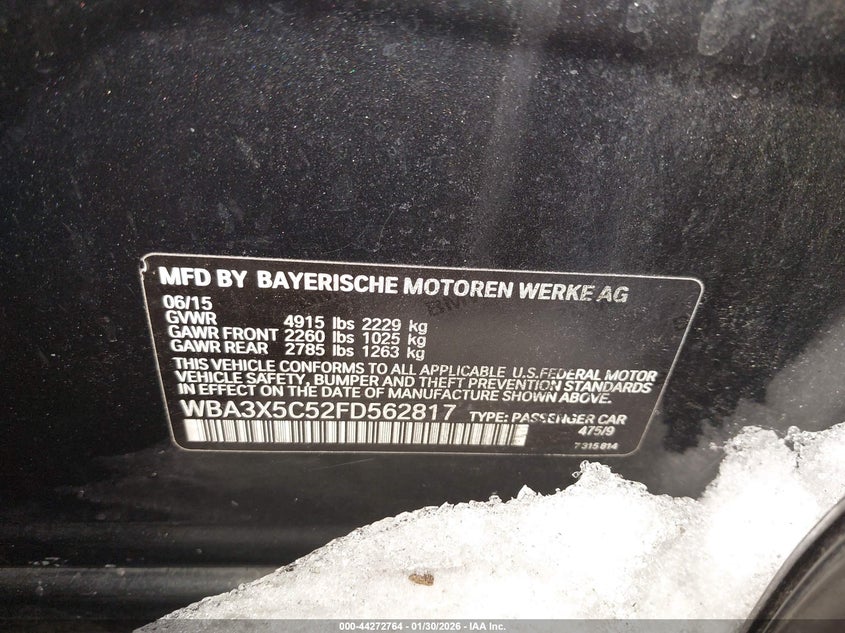 MFD BY BAYERISCHE MOTOREN WERKE AG
06/15
GVWR 4915 lbs 2229 kg
GAWR FRONT 2260 lbs 1025 kg
GAWR REAR 2785 lbs 1263 kg
THIS VEHICLE CONFORMS TO ALL APPLICABLE U.S.FEDERAL MOTOR
VEHICLE SAFETY, BUMPER AND THEFT PREVENTION STANDARDS
IN EFFECT ON THE DATE OF MANUFACTURE SHOWN ABOVE.
WBA3X5C52FD562817 TYPE: PASSENGER CAR
475/9
7315814
000-44272764 - 01/30/2026 - IAA Inc.